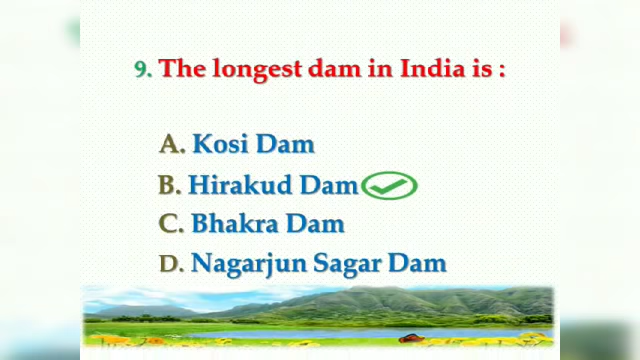 9. The longest dam in India is :
A. Kosi Dam
B. Hirakud Dam
C. Bhakra Dam
D. Nagarjun Sagar Dam